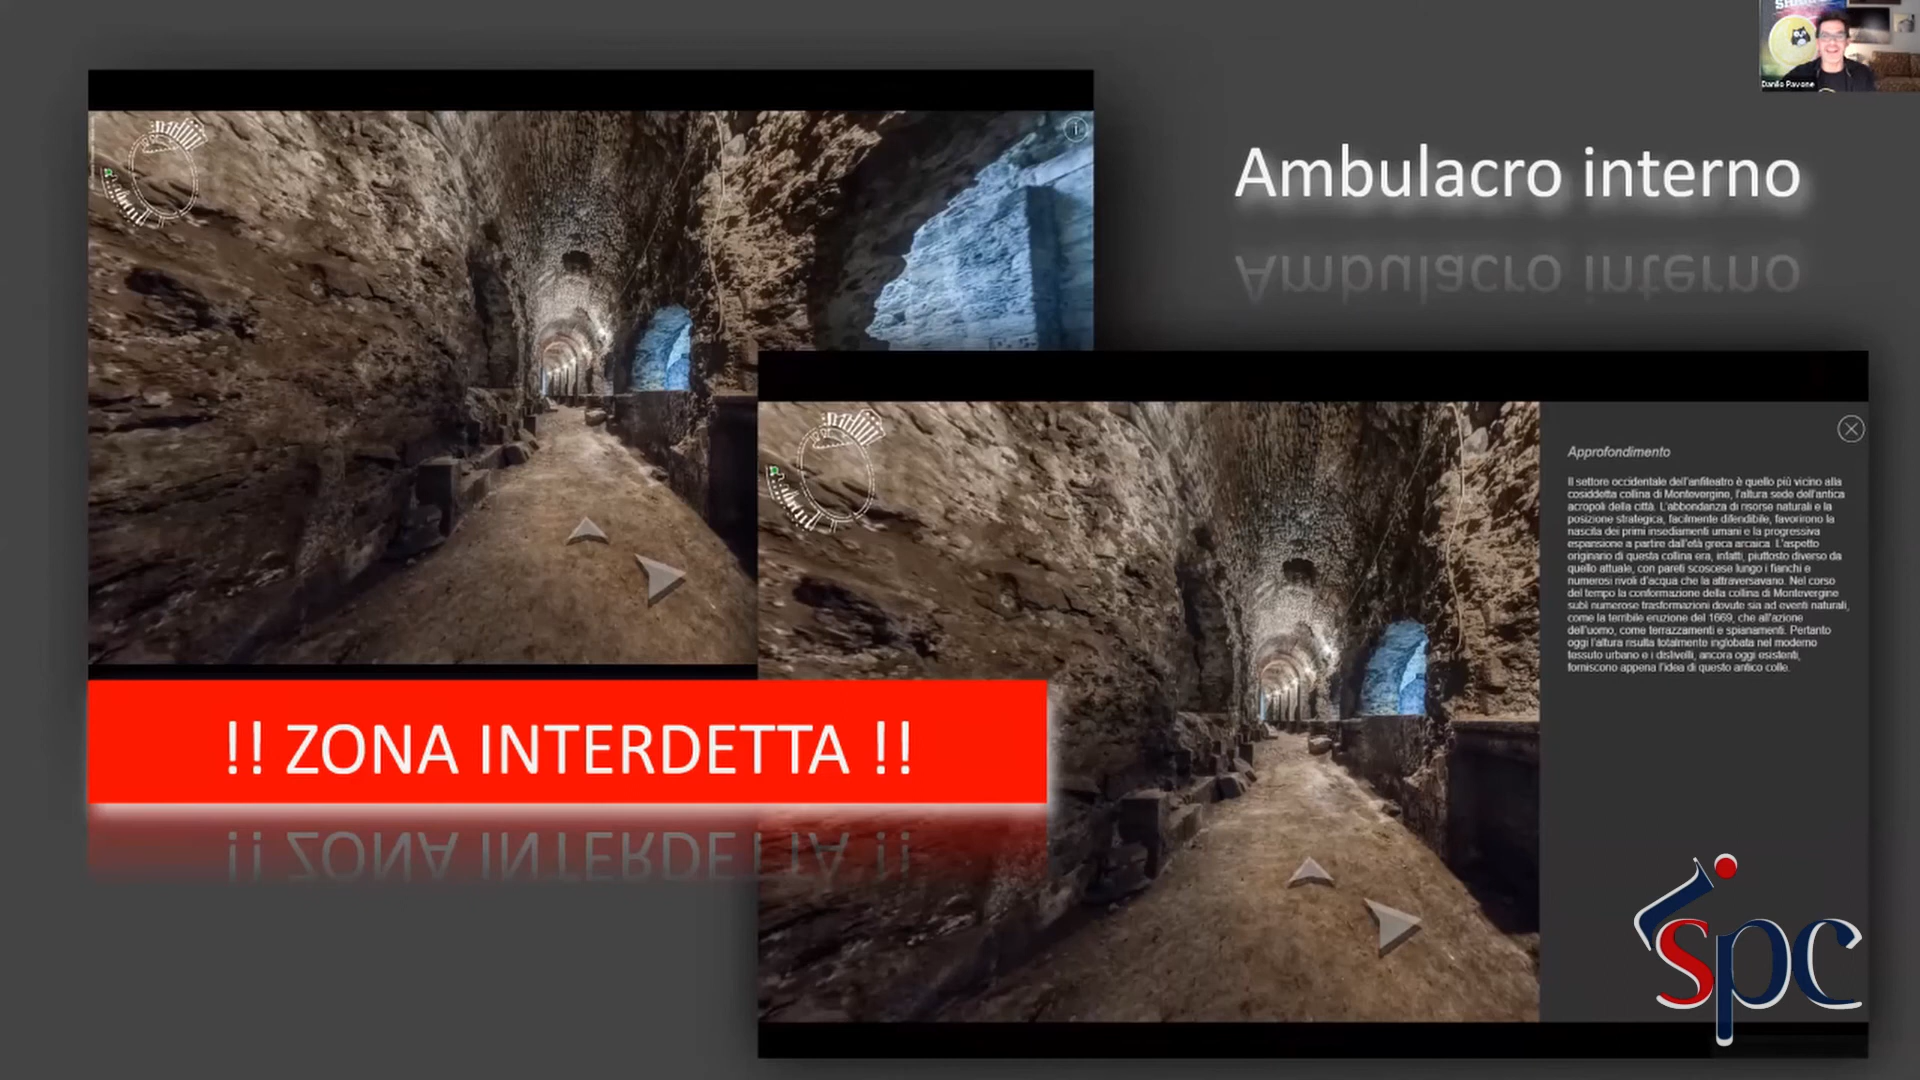 Danilo Pavone
Ambulacro interno
Approfondimento
Il settore occidentale dell'anfiteatro è quello più vicino alla
cosiddetta collina di Montevergine, l'altura sede dell'antica
acropoli della città. L'abbondanza di risorse naturali e la
posizione strategica, facilmente difendibile, favorirono la
nascita dei primi insediamenti umani e la progressiva
espansione a partire dall'età greca arcaica. L'aspetto
originario di questa collina era, infatti, piuttosto diverso da
quello attuale, con pareti scoscese lungo i fianchi e
numerosi rivoli d'acqua che la attraversavano. Nel corso
del tempo la conformazione della collina di Montevergine
subì numerose trasformazioni dovute sia ad eventi naturali,
come la terribile eruzione del 1669, che all'azione
dell'uomo, come terrazzamenti e spianamenti. Pertanto
oggi l'altura risulta totalmente inglobata nel moderno
tessuto urbano e i dislivelli, ancora oggi esistenti,
forniscono appena l'idea di questo antico colle.
!! ZONA INTERDETTA !!
ispc